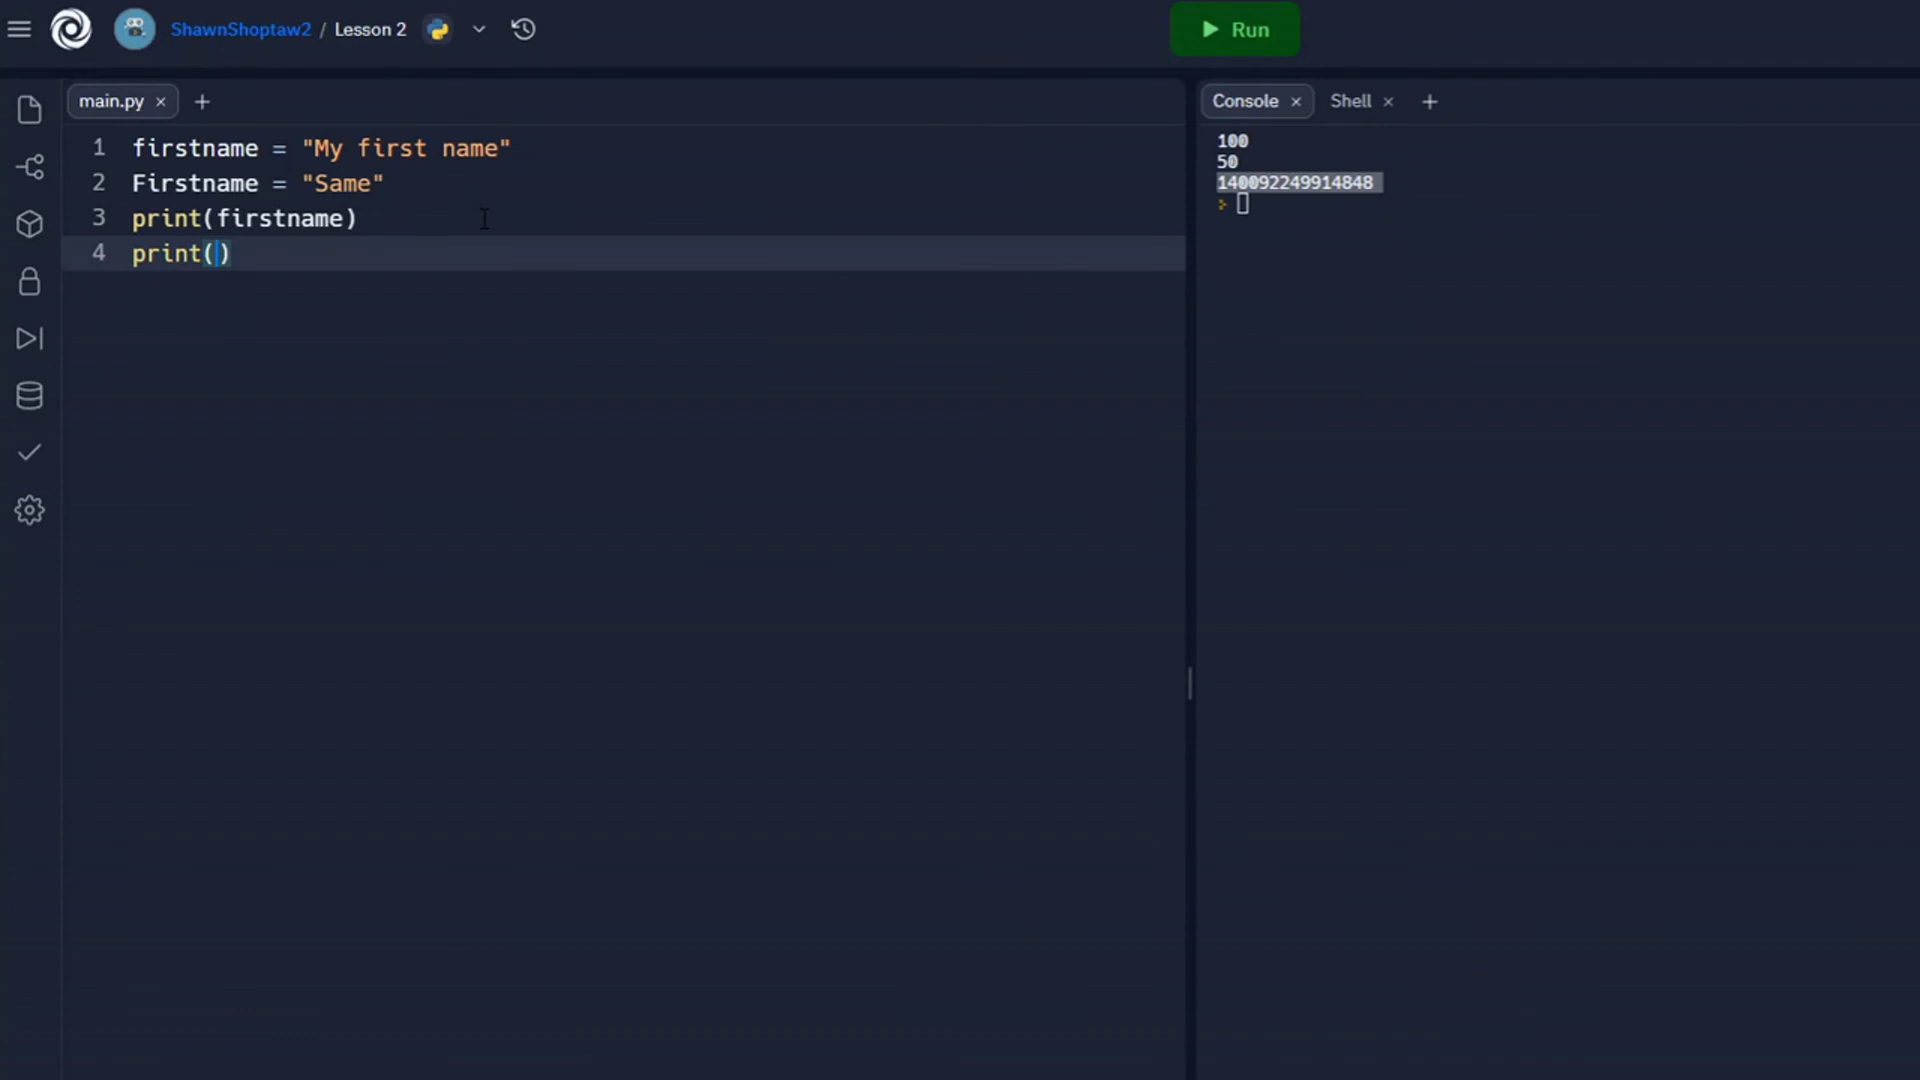 ShawnShoptaw2 / Lesson 2
Run
main.py
1 firstname = "My first name"
2 Firstname = "Same"
3 print(firstname)
4 print()
Console
Shell
100
50
140092249914848